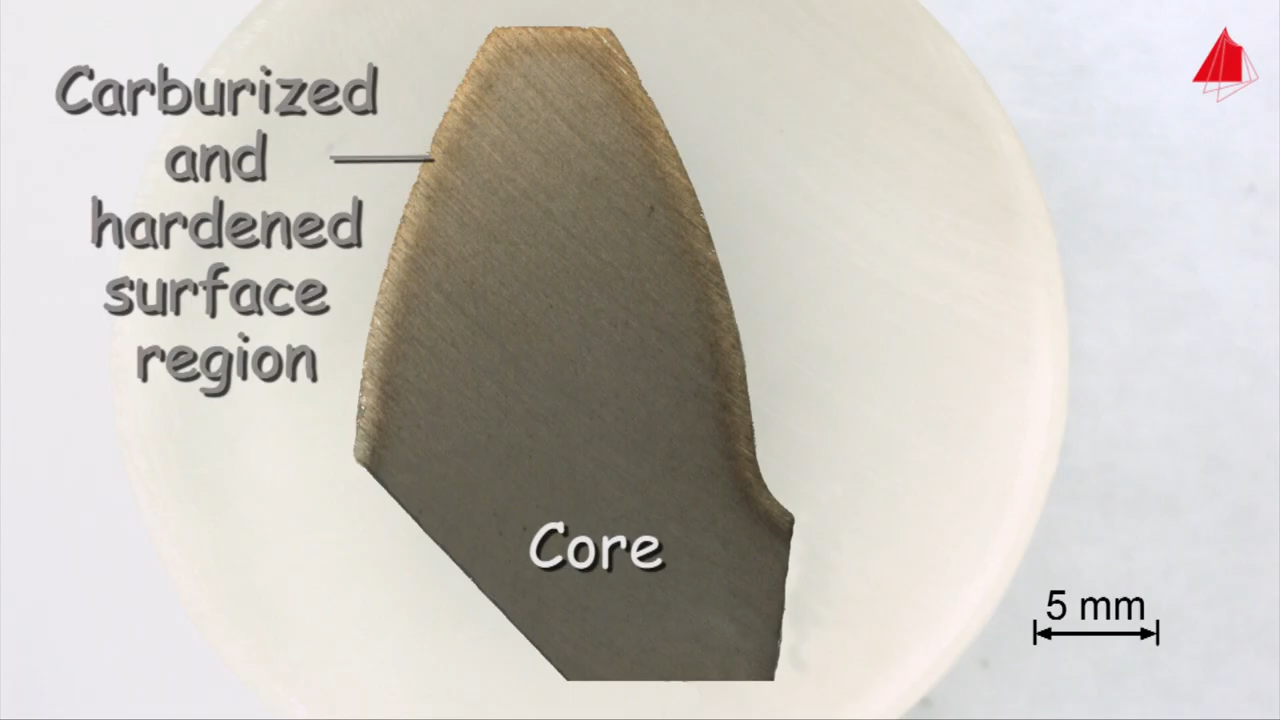 Carburized
and
hardened
surface
region
Core
5 mm